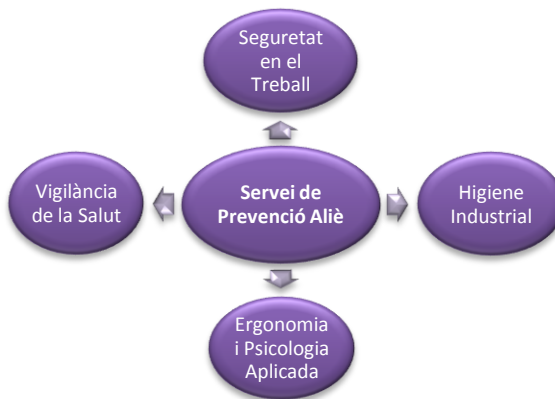 Seguretat
en el
Treball
Vigilància
de la Salut
Servei de
Prevenció Aliè
Higiene
Industrial
Ergonomia
i Psicologia
Aplicada